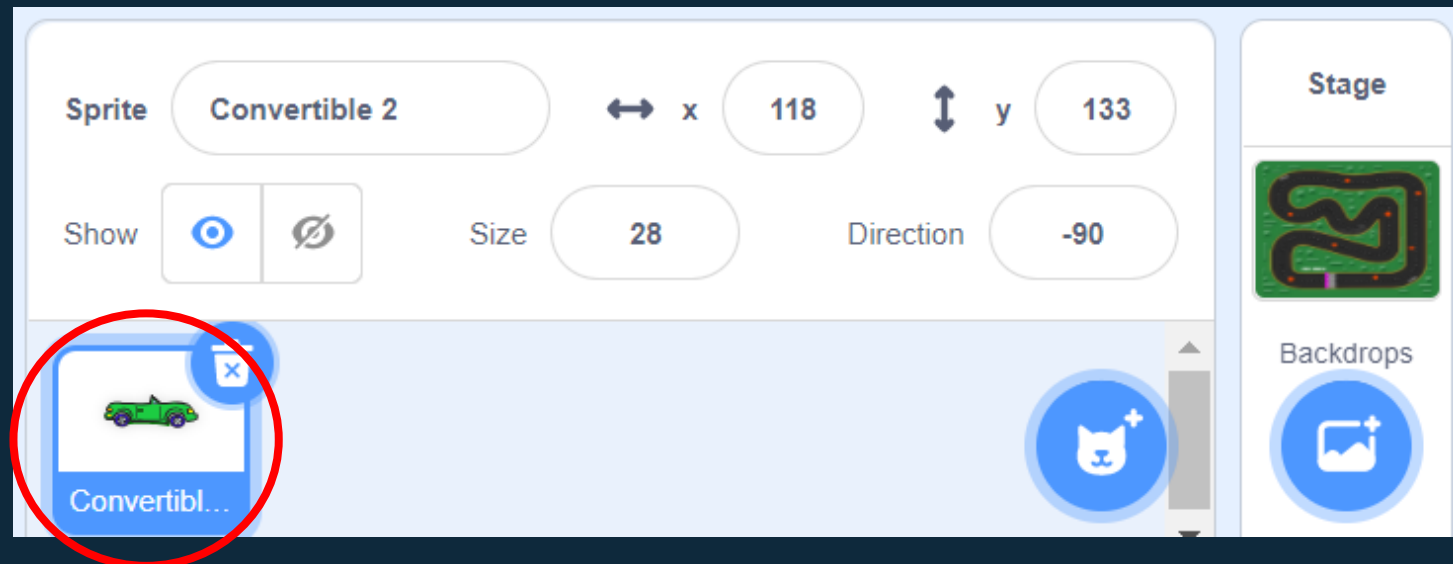 Sprite Convertible 2 x 118 y 133
Show Size 28 Direction -90
Convertibl...
Stage
Backdrops